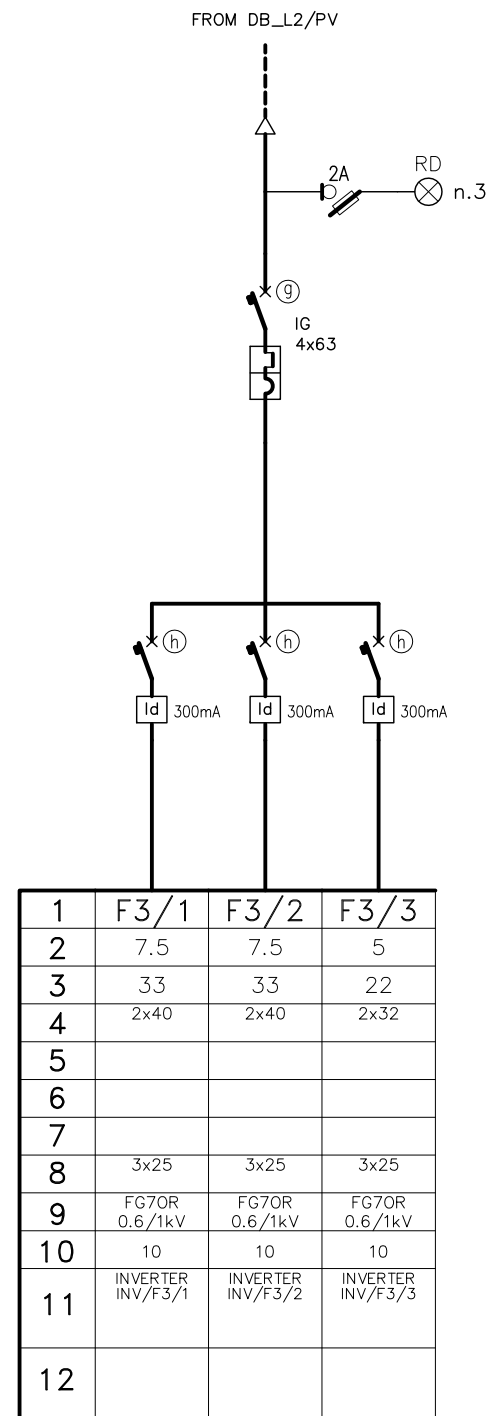 FROM DB_L2/PV
2A
RD
n.3
g
IG
4x63
h h h
Id 300mA Id 300mA Id 300mA
1 F3/1 F3/2 F3/3
2 7.5 7.5 5
3 33 33 22
4 2x40 2x40 2x32
5
6
7
8 3x25 3x25 3x25
9 FG7OR FG7OR FG7OR
0.6/1kV 0.6/1kV 0.6/1kV
10 10 10 10
11 INVERTER INVERTER INVERTER
INV/F3/1 INV/F3/2 INV/F3/3
12